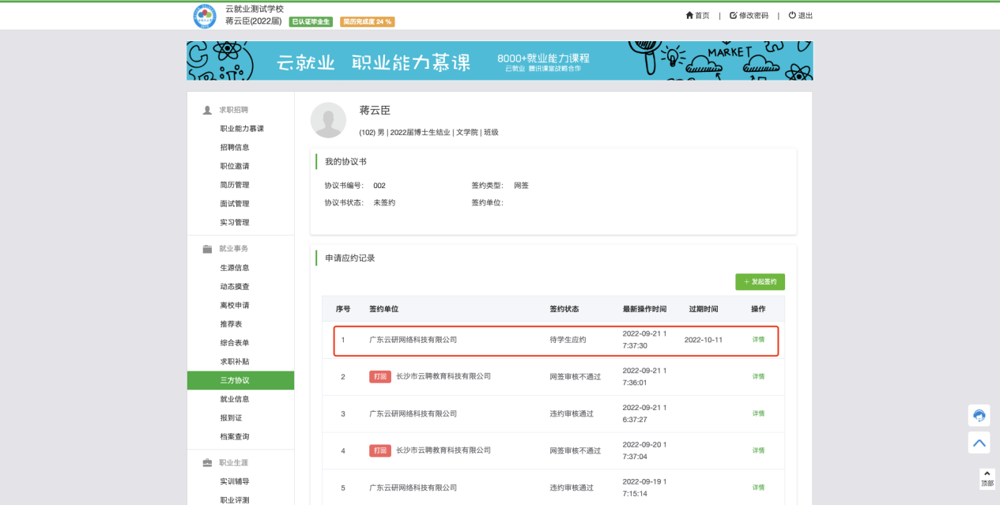 云就业测试学校
蒋云臣(2022届) 已认证毕业生 简历完成度 24 %
首页 | 修改密码 | 退出
云就业 职业能力慕课
8000+就业能力课程
云就业 腾讯课堂战略合作
MARKET
求职招聘
职业能力慕课
招聘信息
职位邀请
简历管理
面试管理
实习管理
就业事务
生源信息
动态摸查
离校申请
推荐表
综合表单
求职补贴
三方协议
就业信息
报到证
档案查询
职业生涯
实训辅导
职业评测
蒋云臣
(102) 男 | 2022届博士生结业 | 文学院 | 班级
我的协议书
协议书编号: 002 签约类型: 网签
协议书状态: 未签约 签约单位:
申请应约记录
+ 发起签约
序号 签约单位 签约状态 最新操作时间 过期时间 操作
1 广东云研网络科技有限公司 待学生应约 2022-09-21 1 2022-10-11 详情
7:37:30
2 打回 长沙市云聘教育科技有限公司 网签审核不通过 2022-09-21 1 详情
7:36:01
3 广东云研网络科技有限公司 违约审核通过 2022-09-21 1 详情
6:37:27
4 打回 长沙市云聘教育科技有限公司 网签审核不通过 2022-09-20 1 详情
7:37:04
5 广东云研网络科技有限公司 违约审核通过 2022-09-19 1 详情
7:15:14
顶部